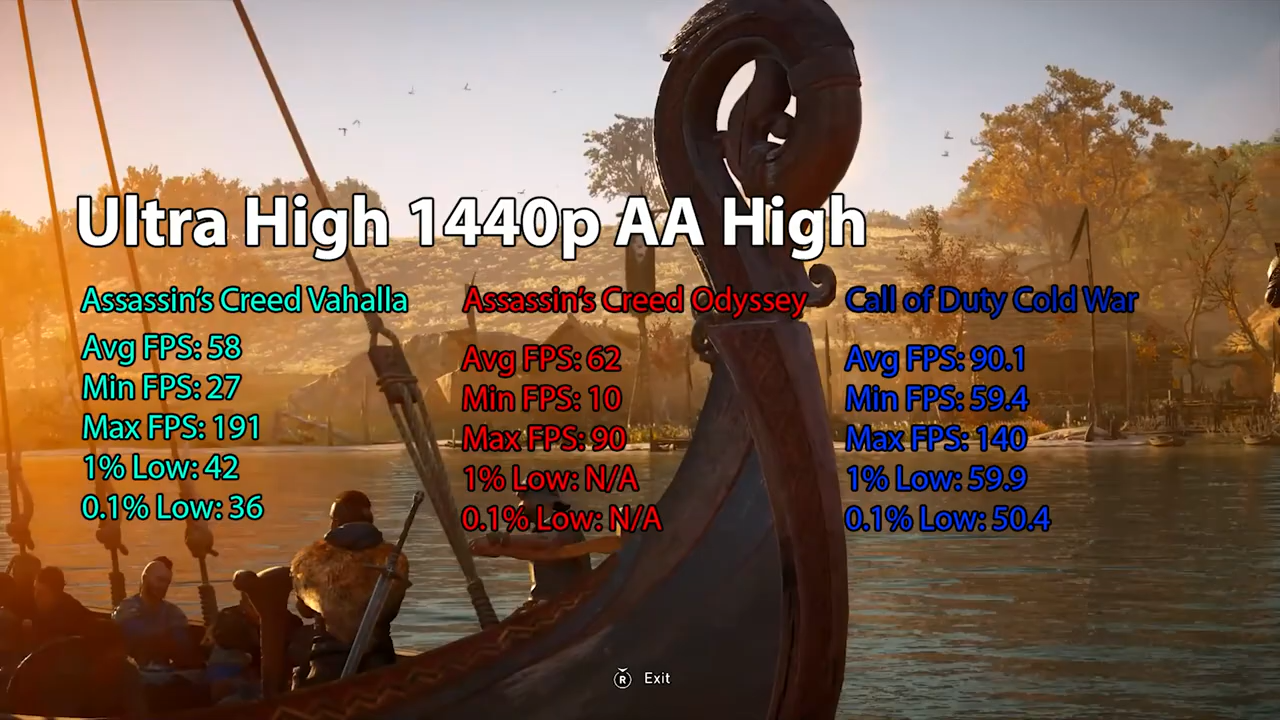 Ultra High 1440p AA High
Assassin's Creed Vahalla
Avg FPS: 58
Min FPS: 27
Max FPS: 191
1% Low: 42
0.1% Low: 36
Assassin's Creed Odyssey
Avg FPS: 62
Min FPS: 10
Max FPS: 90
1% Low: N/A
0.1% Low: N/A
Call of Duty Cold War
Avg FPS: 90.1
Min FPS: 59.4
Max FPS: 140
1% Low: 59.9
0.1% Low: 50.4
R Exit